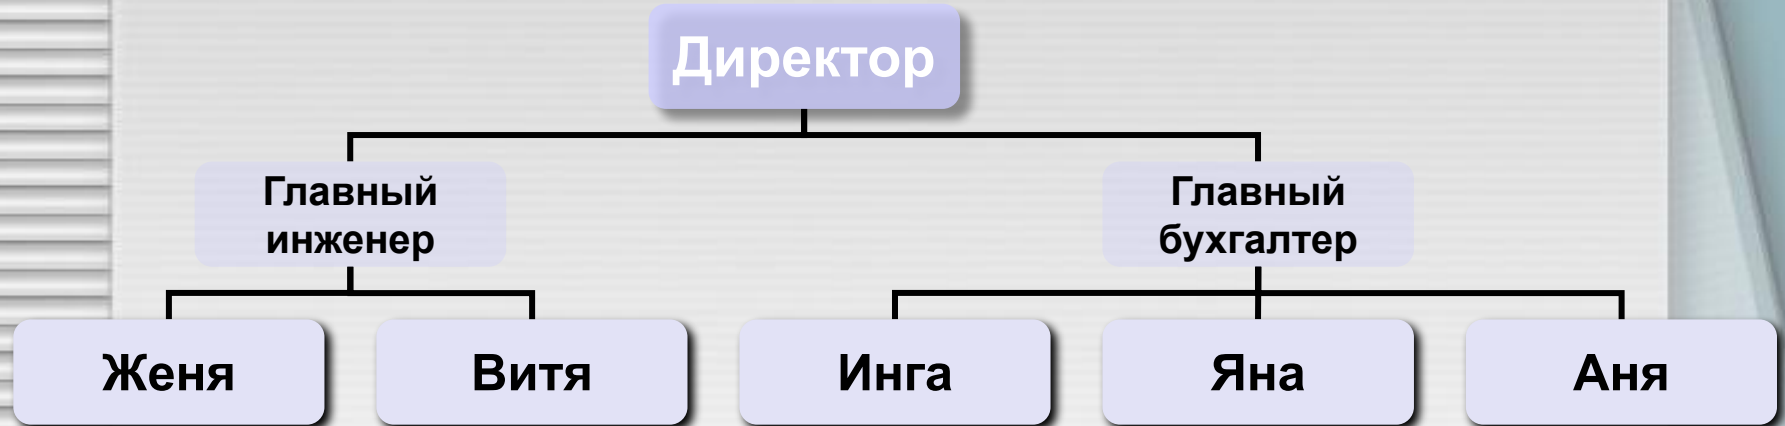 Директор
Главный
инженер
Главный
бухгалтер
Женя
Витя
Инга
Яна
Аня